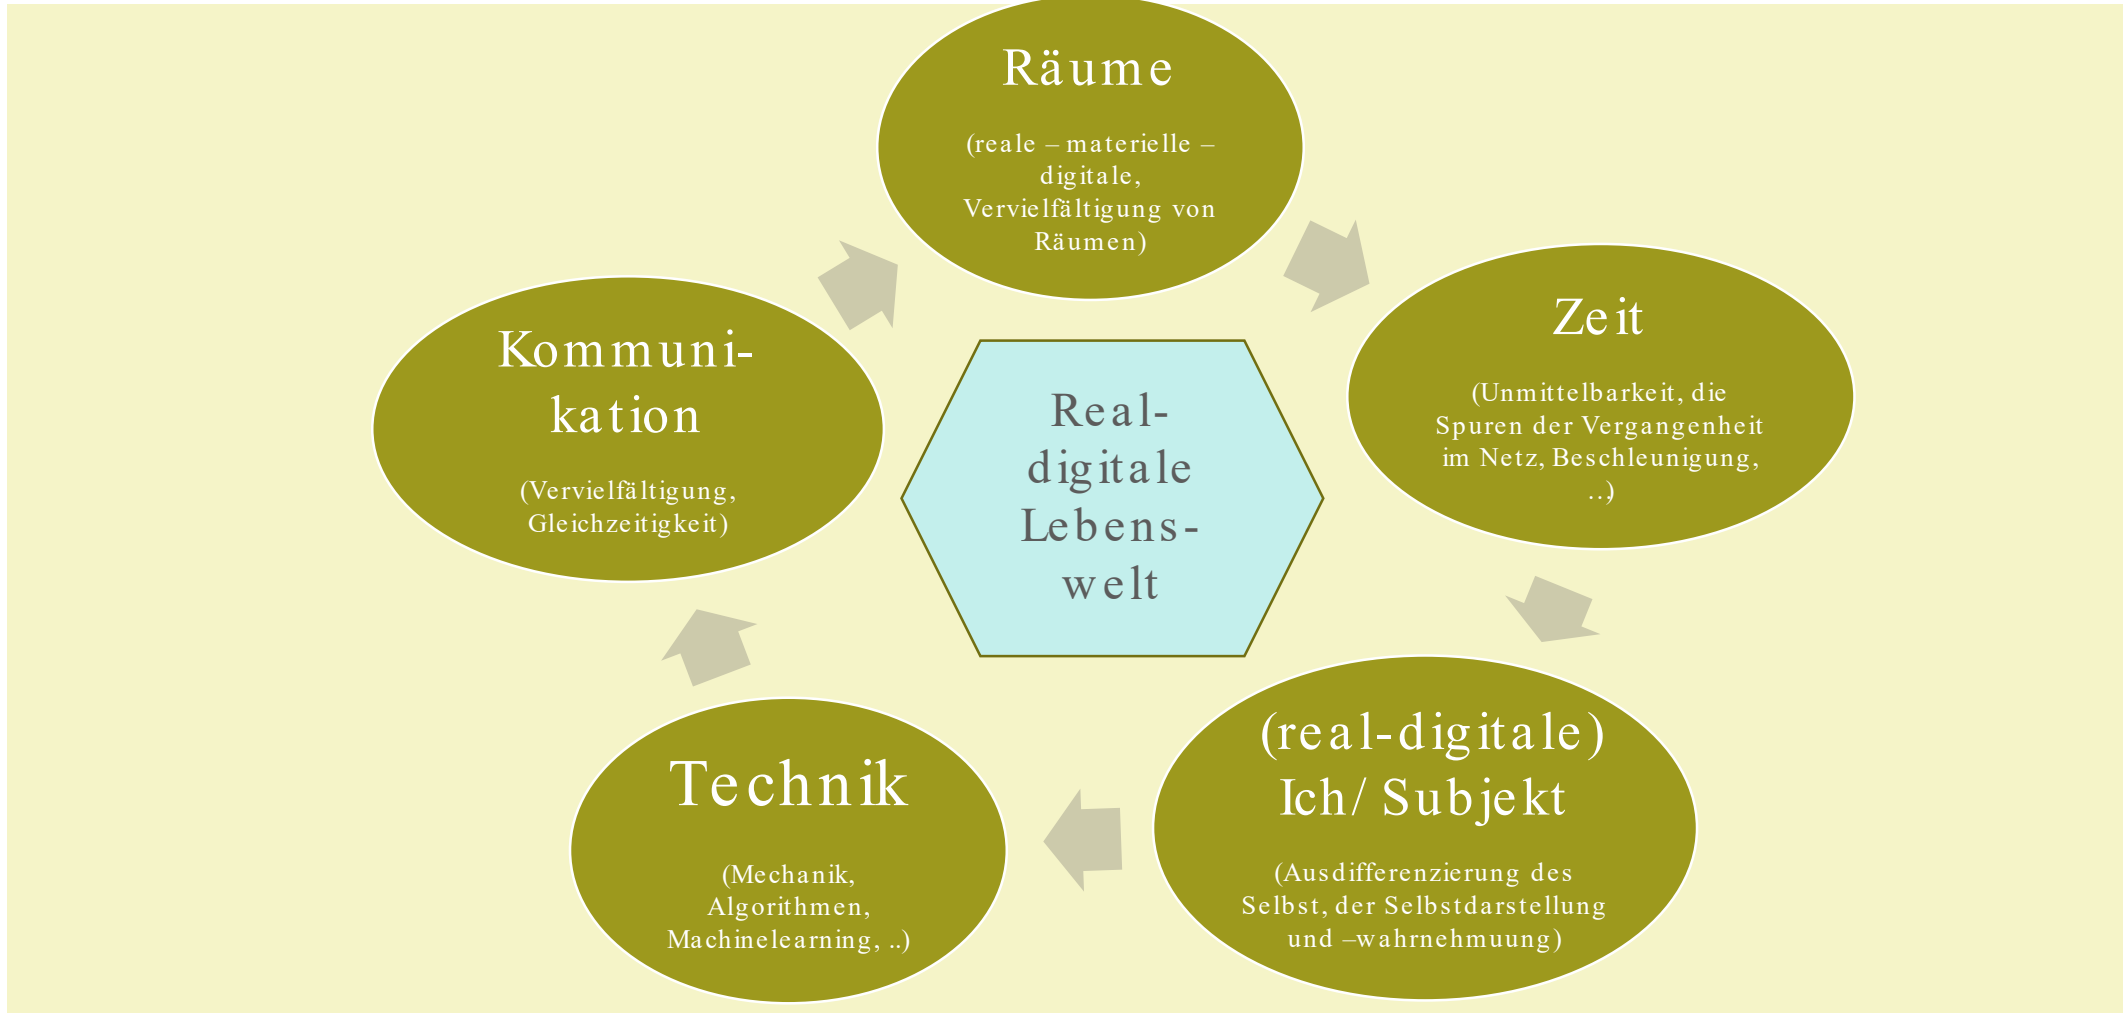 Räume
(reale – materielle –
digitale,
Vervielfältigung von
Räumen)
Zeit
(Unmittelbarkeit, die
Spuren der Vergangenheit
im Netz, Beschleunigung,
…)
(real-digitale)
Ich/ Subjekt
(Ausdifferenzierung des
Selbst, der Selbstdarstellung
und –wahrnehmuung)
Technik
(Mechanik,
Algorithmen,
Machinelearning, ..)
Kommuni-
kation
(Vervielfältigung,
Gleichzeitigkeit)
Real-
digitale
Lebens-
welt